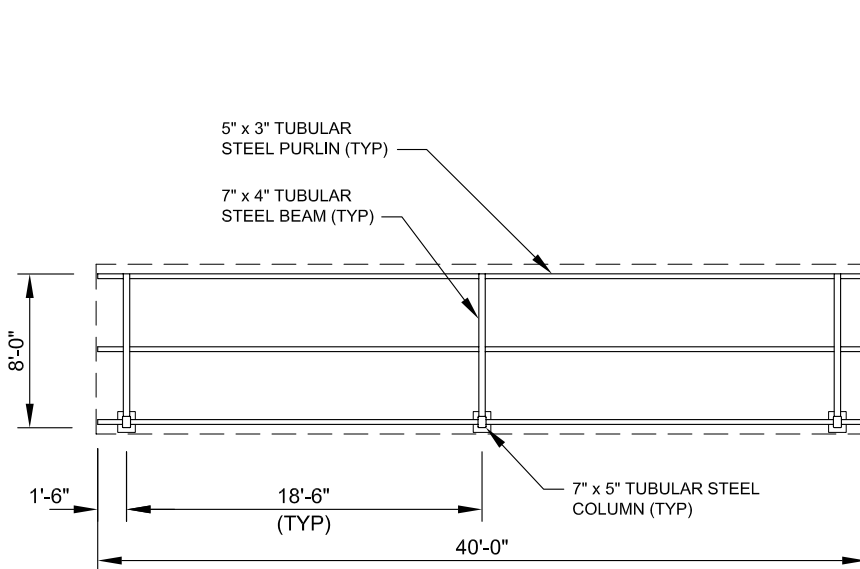 5" x 3" TUBULAR
STEEL PURLIN (TYP)
7" x 4" TUBULAR
STEEL BEAM (TYP)
8'-0"
7" x 5" TUBULAR STEEL
COLUMN (TYP)
1'-6"
18'-6"
(TYP)
40'-0"